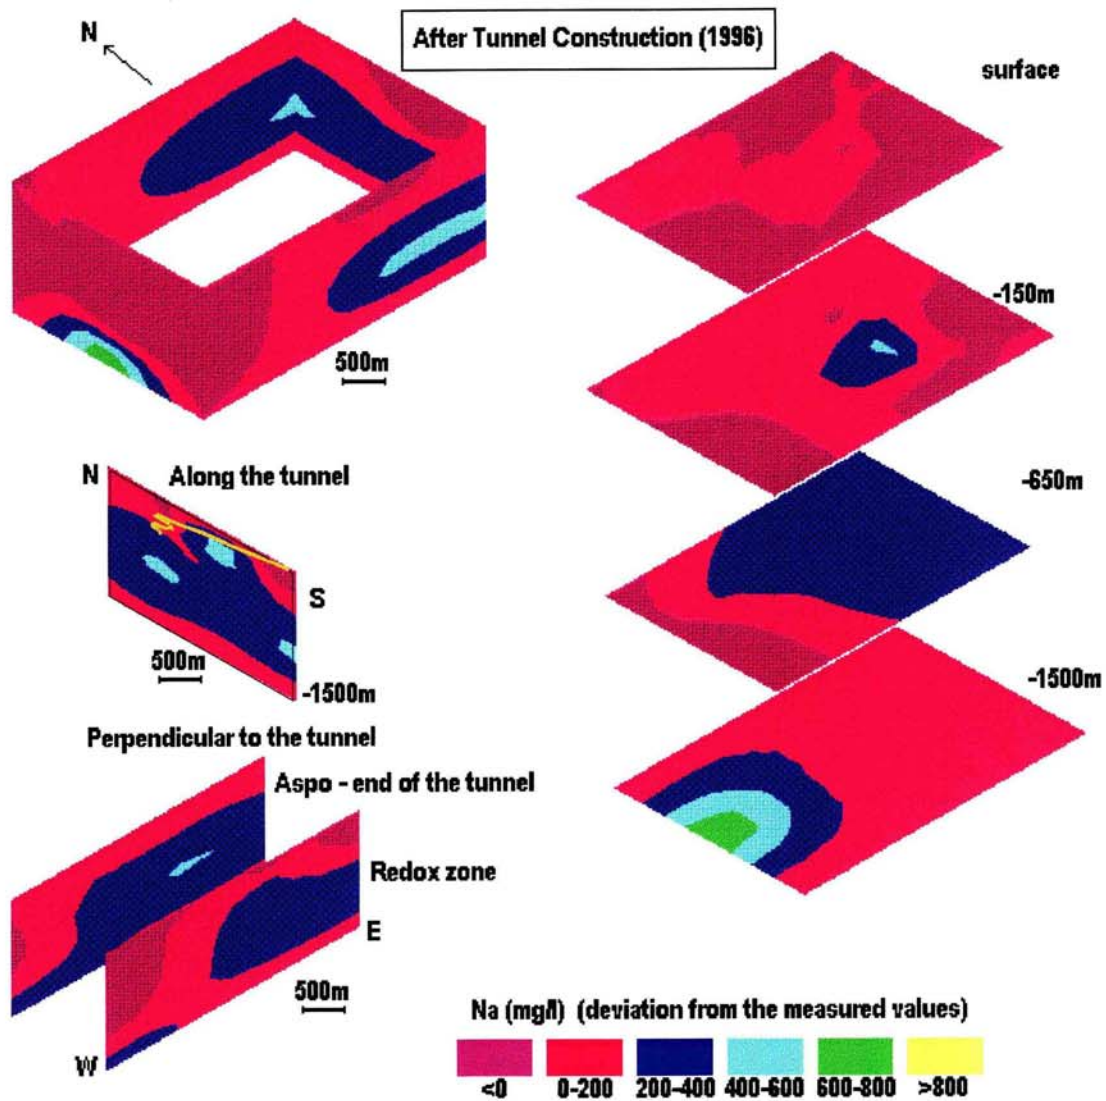 After Tunnel Construction (1996)
N
surface
-150m
500m
N
Along the tunnel
-650m
S
500m
-1500m
-1500m
Perpendicular to the tunnel
Aspo - end of the tunnel
Redox zone
E
500m
W
Na (mg/l) (deviation from the measured values)
<0 0-200 200-400 400-600 600-800 >800